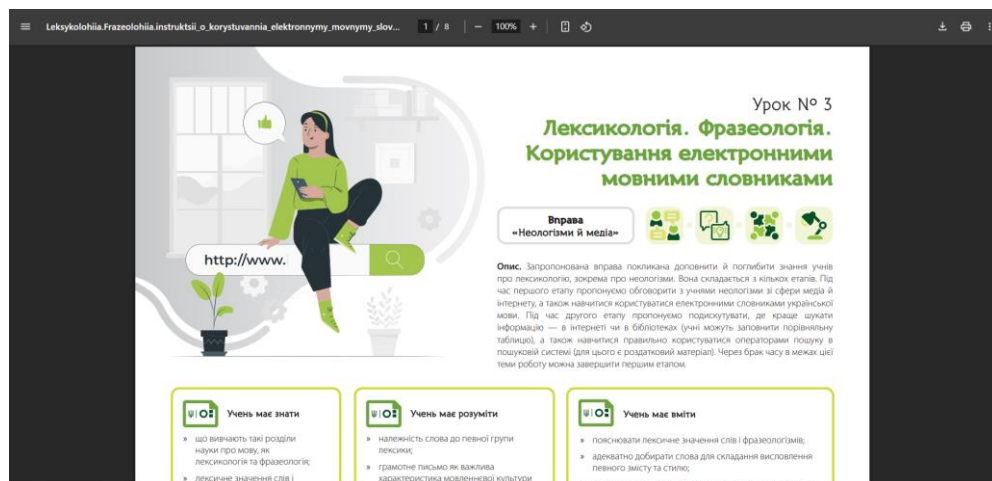 Leksykolohiia.Frazeolohiia.instruktsii_o_korystuvannia_elektronnymy_movnymy_slov...
1 / 8
100%
Урок № 3
Лексикологія. Фразеологія.
Користування електронними
мовними словниками
Вправа
«Неологізми й медіа»
http://www.
Опис. Запропонована вправа покликана доповнити й поглибити знання учнів
про лексикологію, зокрема про неологізми. Вона складається з кількох етапів. Під
час першого етапу пропонуємо обговорити з учнями неологізми зі сфери медіа й
інтернету, а також навчитися користуватися електронними словниками української
мови. Під час другого етапу пропонуємо подискутувати, де краще шукати
інформацію — в інтернеті чи в бібліотеках (учні можуть заповнити порівняльну
таблицю), а також навчитися правильно користуватися операторами пошуку в
пошуковій системі (для цього є роздатковий матеріал). Через брак часу в межах цієї
теми роботу можна завершити першим етапом.
Учень має знати
» що вивчають такі розділи
науки про мову, як
лексикологія та фразеологія;
» лексичне значення слів і
Учень має розуміти
» належність слова до певної групи
лексики;
» грамотне письмо як важлива
характеристика мовленнєвої культури
Учень має вміти
» пояснювати лексичне значення слів і фразеологізмів;
» адекватно добирати слова для складання висловлення
певного змісту та стилю;